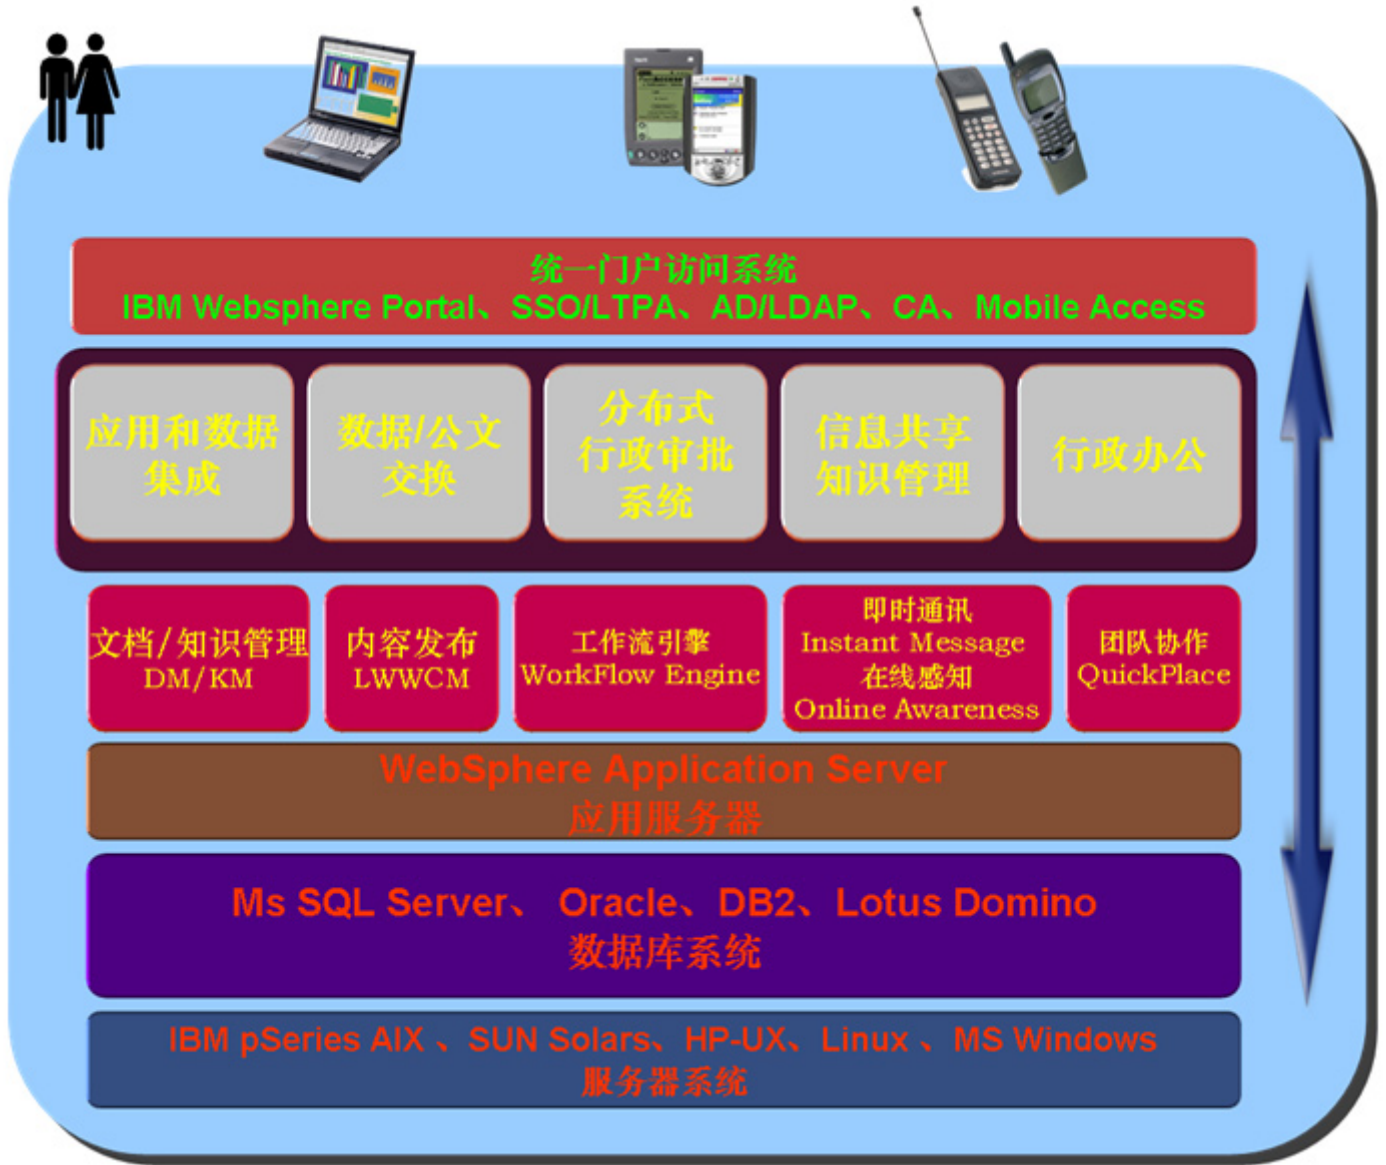 统一门户访问系统
IBM Websphere Portal、SSO/LTPA、AD/LDAP、CA、Mobile Access
应用和数据
集成
数据/公文
交换
分布式
行政审批
系统
信息共享
知识管理
行政办公
文档/知识管理
DM/KM
内容发布
LWWCM
工作流引擎
WorkFlow Engine
即时通讯
Instant Message
在线感知
Online Awareness
团队协作
QuickPlace
WebSphere Application Server
应用服务器
Ms SQL Server、 Oracle、DB2、Lotus Domino
数据库系统
IBM pSeries AIX 、SUN Solars、HP-UX、Linux 、MS Windows
服务器系统